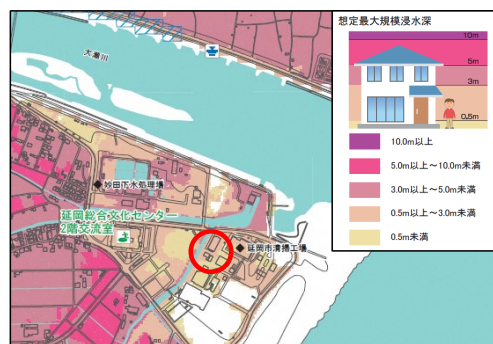 大瀬川
妙田下水処理場
延岡総合文化センター
2階交流室
延岡市清掃工場
想定最大規模浸水深
10m
5m
3m
0.5m
10.0m以上
5.0m以上~10.0m未満
3.0m以上~5.0m未満
0.5m以上~3.0m未満
0.5m未満